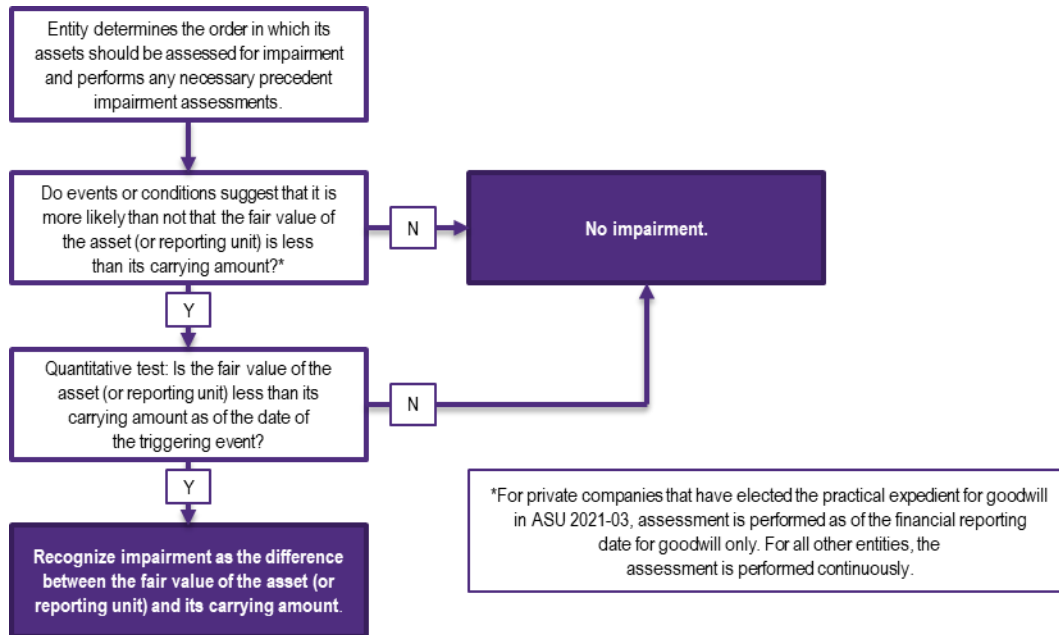 Entity determines the order in which its
assets should be assessed for impairment
and performs any necessary precedent
impairment assessments.
Do events or conditions suggest that it is
more likely than not that the fair value of
the asset (or reporting unit) is less
than its carrying amount?*
N
No impairment.
Y
Quantitative test: Is the fair value of the
asset (or reporting unit) less than its
carrying amount as of the date of
the triggering event?
N
Y
Recognize impairment as the difference
between the fair value of the asset (or
reporting unit) and its carrying amount.
*For private companies that have elected the practical expedient for goodwill
in ASU 2021-03, assessment is performed as of the financial reporting
date for goodwill only. For all other entities, the
assessment is performed continuously.